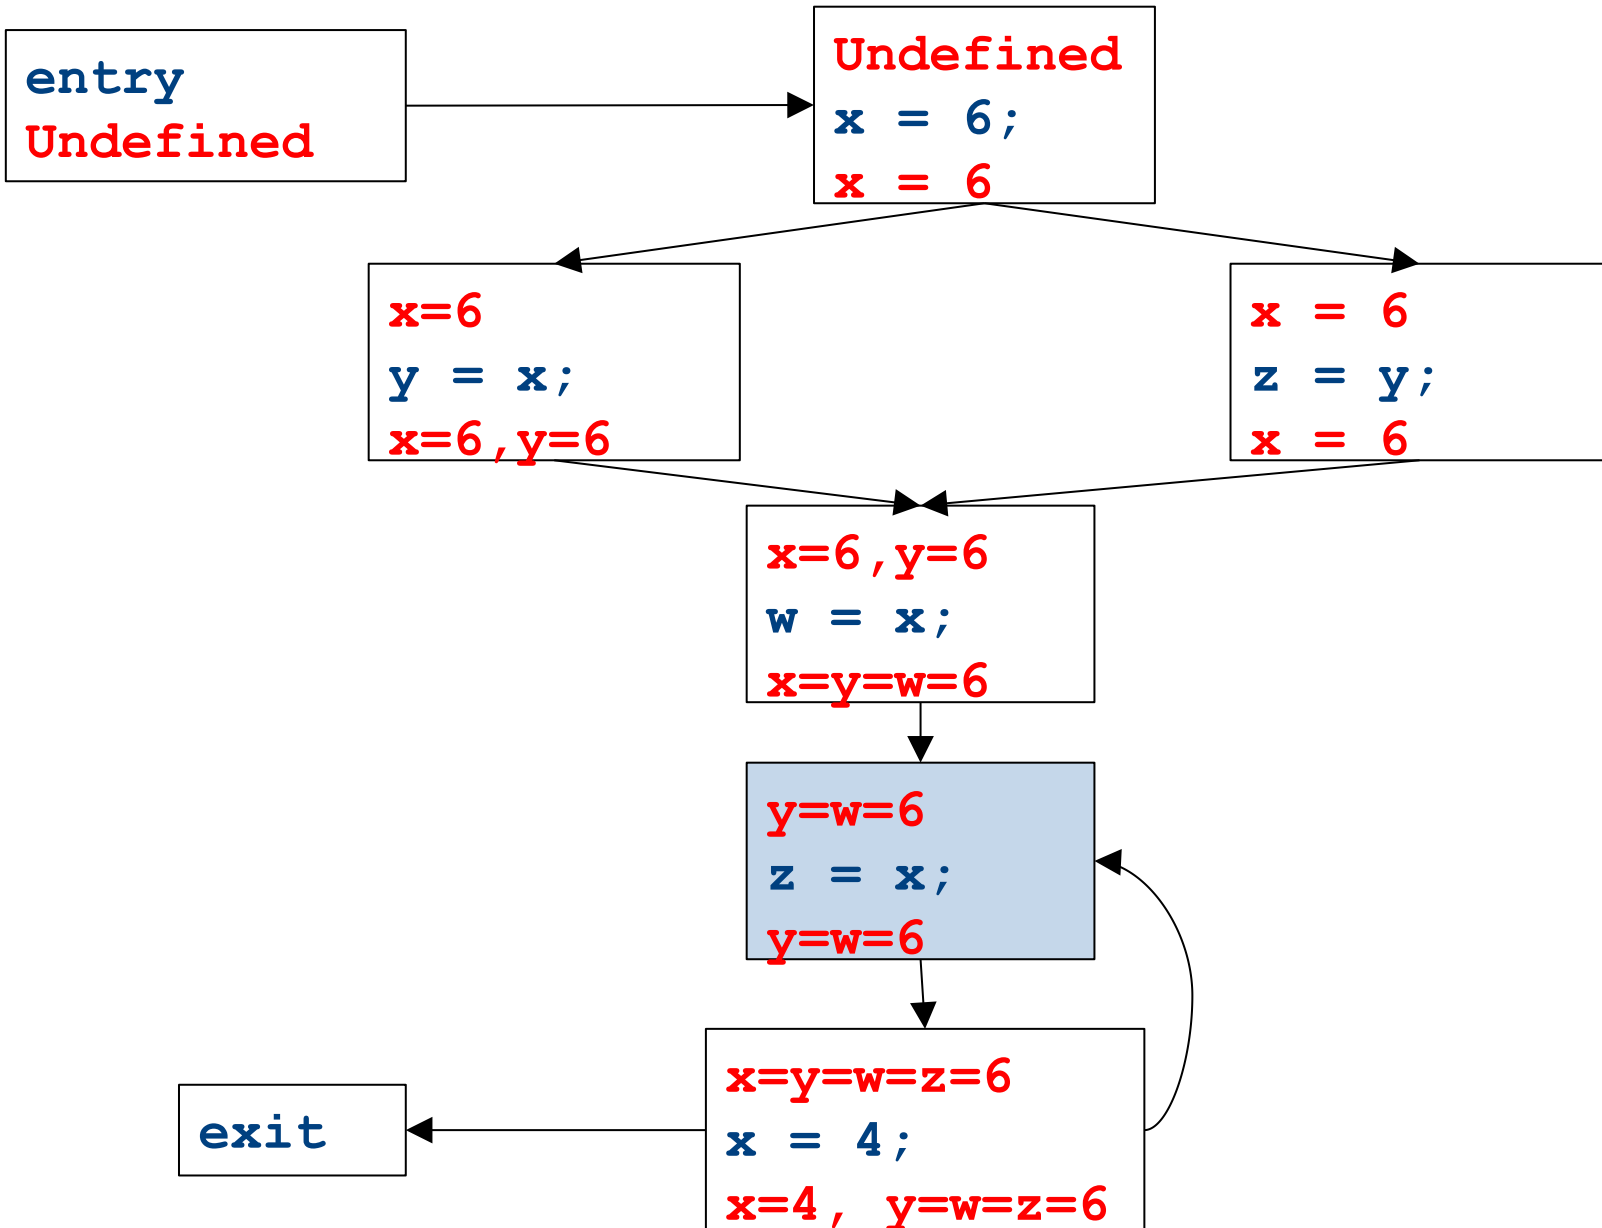 entry
Undefined
Undefined
x = 6;
x = 6
x=6
y = x;
x=6,y=6
x = 6
z = y;
x = 6
x=6,y=6
w = x;
x=y=w=6
y=w=6
z = x;
y=w=6
x=y=w=z=6
x = 4;
x=4, y=w=z=6
exit